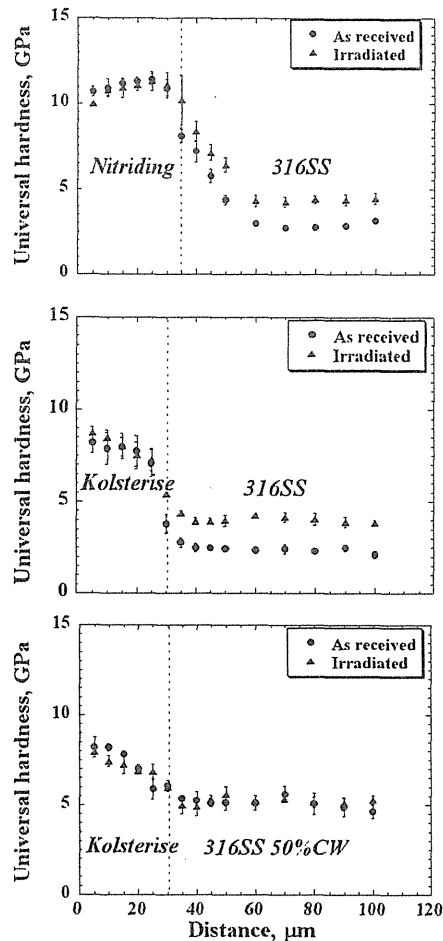 15
As received
Irradiated
Universal hardness, GPa
10
Nitriding 316SS
5
0
15
As received
Irradiated
Universal hardness, GPa
10
Kolsterise 316SS
5
0
15
As received
Irradiated
Universal hardness, GPa
10
5
Kolsterise 316SS 50%CW
0
0 20 40 60 80 100 120
Distance, μm